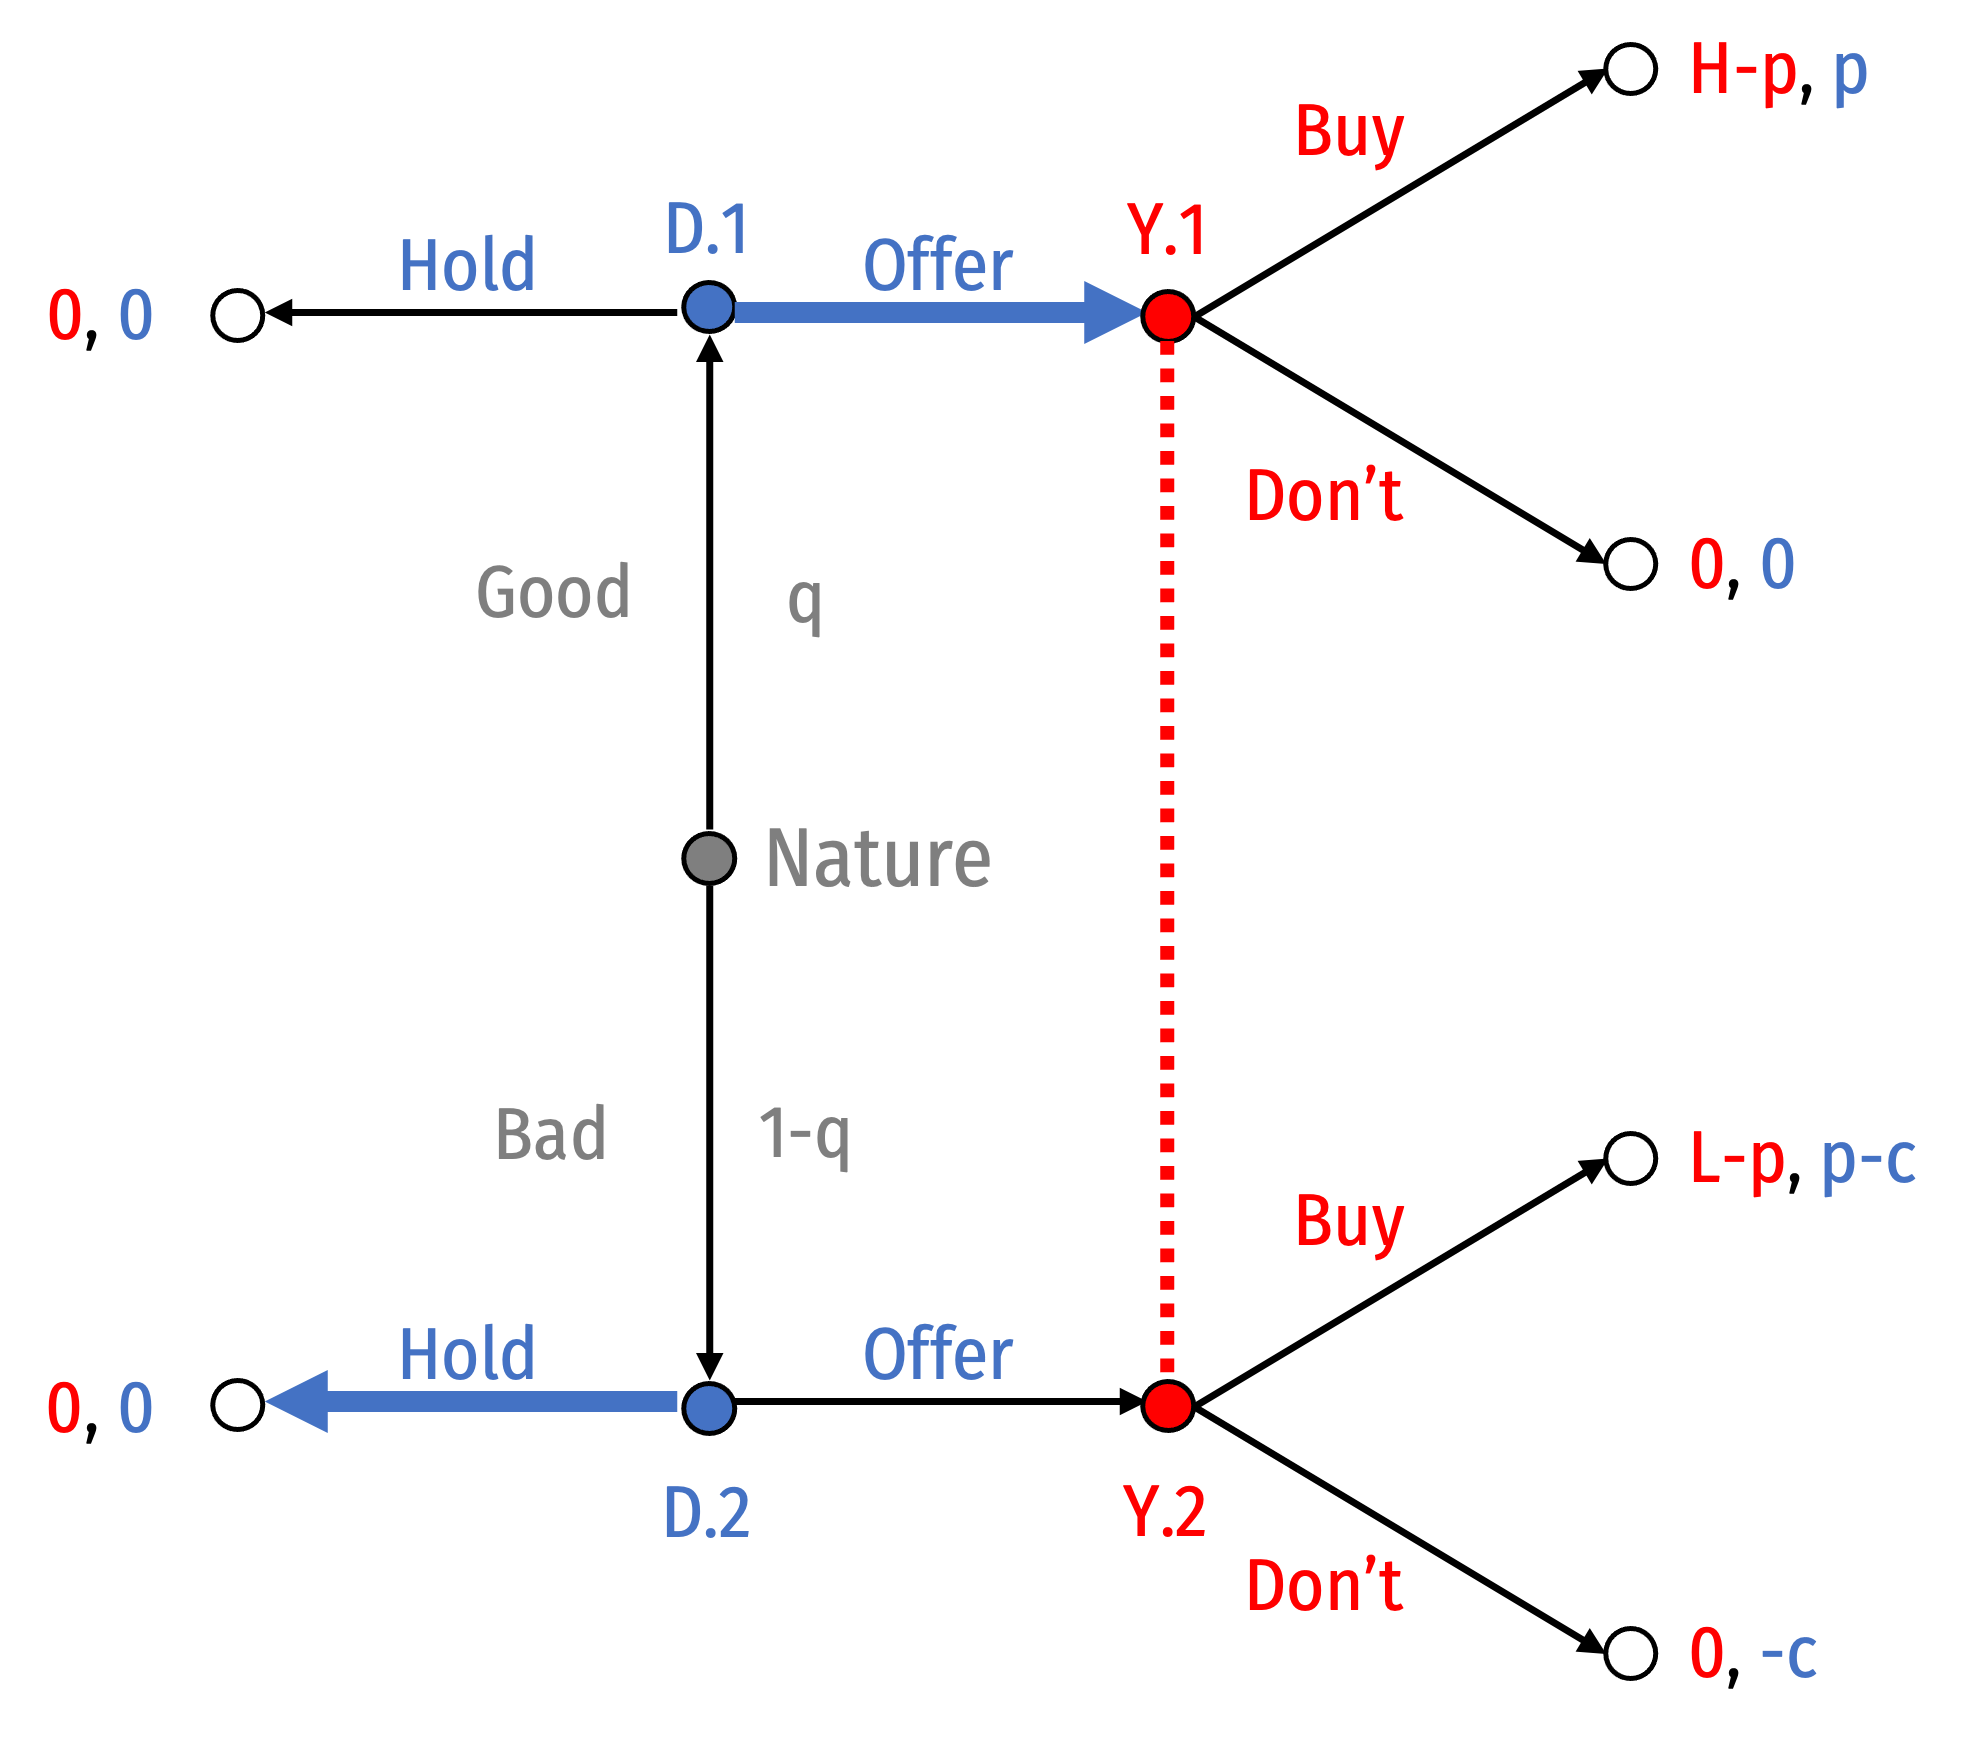 H-p, p
Buy
D.1
Y.1
Hold
Offer
0, 0
Don’t
0, 0
Good
q
Nature
Bad
1-q
L-p, p-c
Buy
Hold
Offer
0, 0
D.2
Y.2
Don’t
0, -c